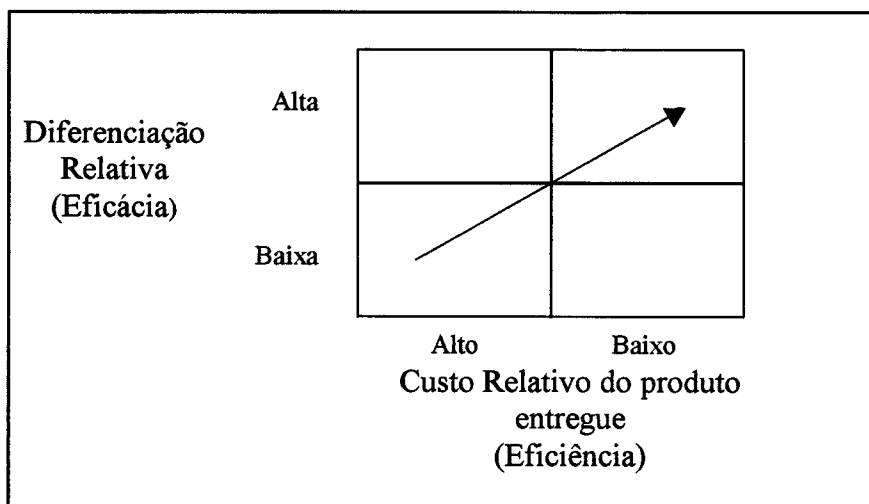 Alta
Diferenciação
Relativa
(Eficácia)
Baixa
Alto Baixo
Custo Relativo do produto
entregue
(Eficiência)